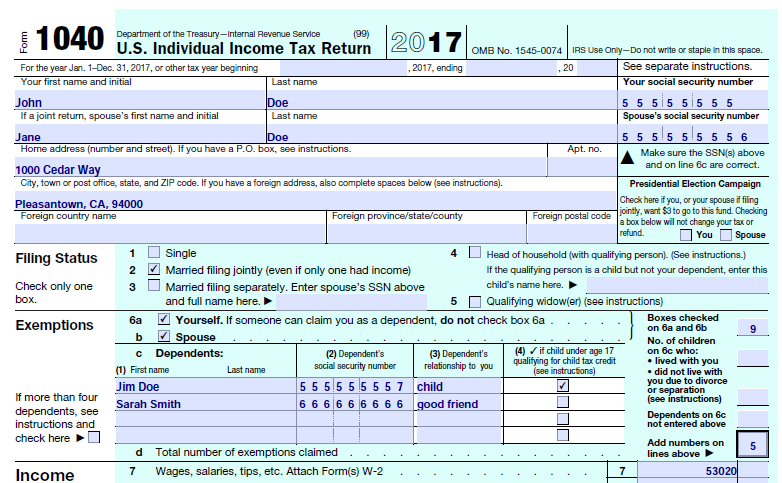 Form 1040 Department of the Treasury—Internal Revenue Service (99)
U.S. Individual Income Tax Return 2017 OMB No. 1545-0074 IRS Use Only—Do not write or staple in this space.
For the year Jan. 1–Dec. 31, 2017, or other tax year beginning , 2017, ending , 20 See separate instructions.
Your first name and initial Last name Your social security number
John Doe 5 5 5 5 5 5 5 5 5
If a joint return, spouse's first name and initial Last name Spouse's social security number
Jane Doe 5 5 5 5 5 5 5 5 6
Home address (number and street). If you have a P.O. box, see instructions. Apt. no.
1000 Cedar Way
▲ Make sure the SSN(s) above
and on line 6c are correct.
City, town or post office, state, and ZIP code. If you have a foreign address, also complete spaces below (see instructions).
Pleasantown, CA, 94000
Foreign country name Foreign province/state/county Foreign postal code
Presidential Election Campaign
Check here if you, or your spouse if filing
jointly, want $3 to go to this fund. Checking
a box below will not change your tax or
refund. You Spouse
Filing Status
Check only one
box.
1 Single
2 ✓ Married filing jointly (even if only one had income)
3 Married filing separately. Enter spouse's SSN above
and full name here. ▶
4 Head of household (with qualifying person). (See instructions.)
If the qualifying person is a child but not your dependent, enter this
child's name here. ▶
5 Qualifying widow(er) (see instructions)
Exemptions
6a ✓ Yourself. If someone can claim you as a dependent, do not check box 6a . . . . .
b ✓ Spouse . . . . . . . . . . . . . . . . . . . . . . . .
c Dependents:
(1) First name Last name
(2) Dependent's
social security number
(3) Dependent's
relationship to you
(4) ✓ if child under age 17
qualifying for child tax credit
(see instructions)
Jim Doe 5 5 5 5 5 5 5 5 7 child ✓
Sarah Smith 6 6 6 6 6 6 6 6 6 good friend
If more than four
dependents, see
instructions and
check here ▶
d Total number of exemptions claimed . . . . . . . . . . . . . . . . .
Boxes checked
on 6a and 6b 9
No. of children
on 6c who:
• lived with you
• did not live with
you due to divorce
or separation
(see instructions)
Dependents on 6c
not entered above
Add numbers on
lines above ▶ 5
Income 7 Wages, salaries, tips, etc. Attach Form(s) W-2 . . . . . . . . . . . . 7 53020